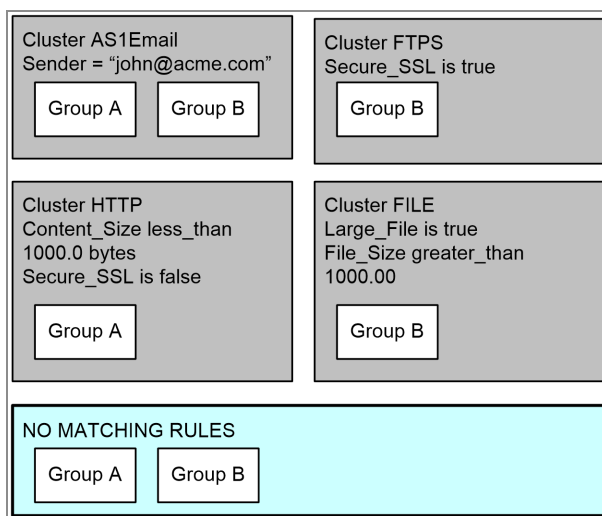 Cluster AS1Email
Sender = “john@acme.com”
Group A
Group B
Cluster FTPS
Secure_SSL is true
Group B
Cluster HTTP
Content_Size less_than
1000.0 bytes
Secure_SSL is false
Group A
Cluster FILE
Large_File is true
File_Size greater_than
1000.00
Group B
NO MATCHING RULES
Group A
Group B